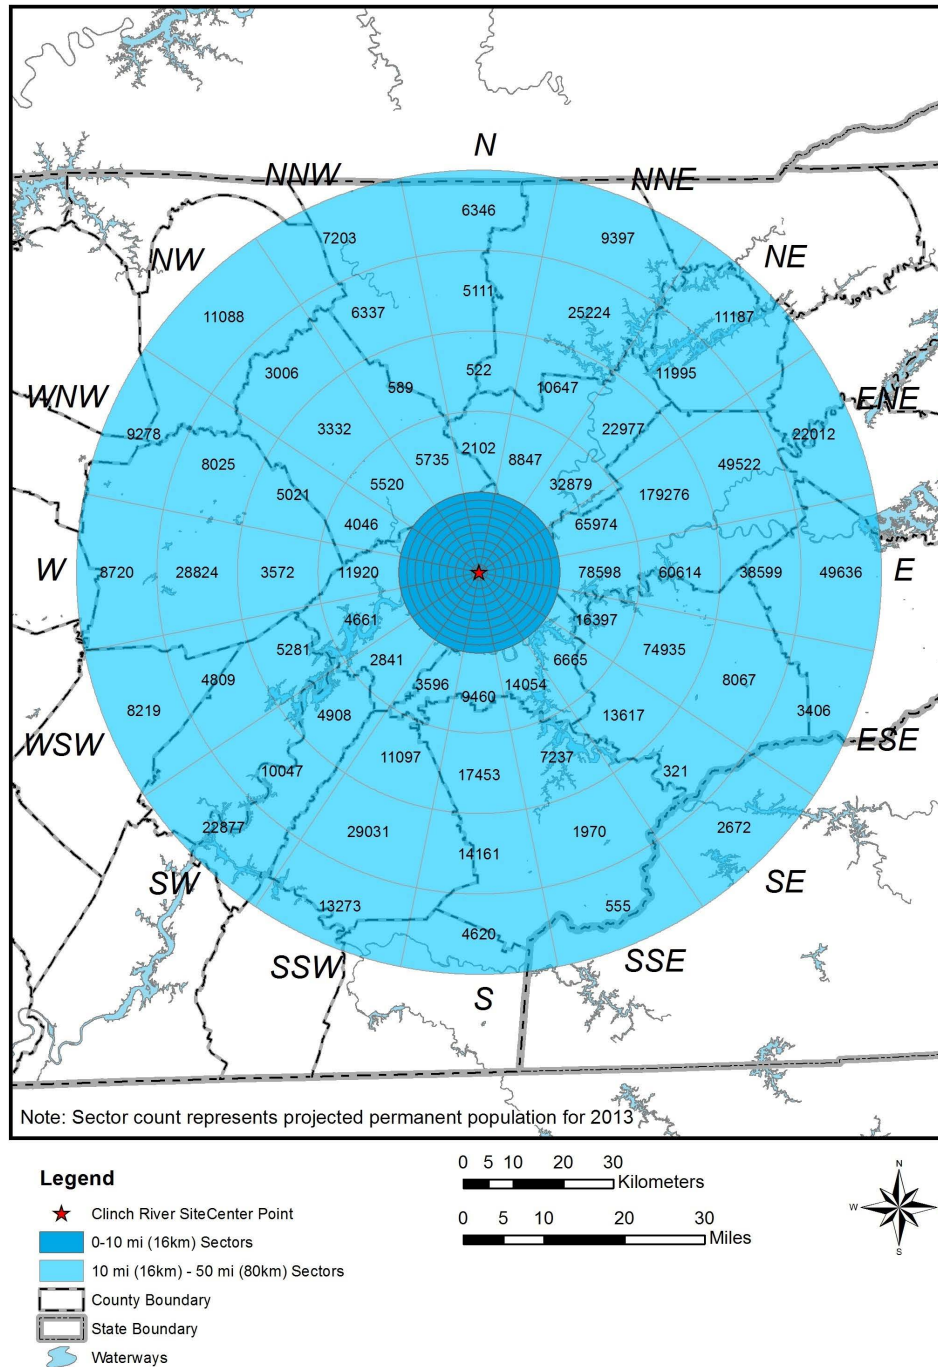 N
NNW
NNE
6346
7203
9397
NW
NE
5111
6337
25224
11088
11187
522
3006
11995
589
10647
WNW
ENE
3332
22977
9278
22012
2102
5735
8847
8025
49522
5520
32879
5021
179276
4046
65974
W
8720
28824
3572
11920
78598
60614
38599
49636
E
4661
16397
5281
74935
2841
6665
4809
8067
3596
14054
9460
8219
4908
13617
3406
WSW
ESE
11097
7237
10047
17453
321
22877
29031
1970
2672
14161
SW
SE
13273
555
4620
SSW
SSE
S
Note: Sector count represents projected permanent population for 2013
Legend
Clinch River SiteCenter Point
0-10 mi (16km) Sectors
10 mi (16km) - 50 mi (80km) Sectors
County Boundary
State Boundary
Waterways
0 5 10 20 30
Kilometers
0 5 10 20 30
Miles
N
W
E
S